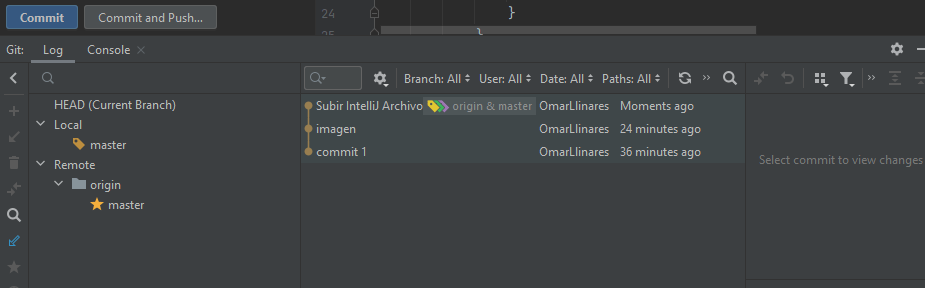 Commit
Commit and Push...
24
}
25
}
Git:
Log
Console
Branch: All
User: All
Date: All
Paths: All
HEAD (Current Branch)
Local
master
Remote
origin
master
Subir IntelliJ Archivo origin & master OmarLlinares Moments ago
imagen OmarLlinares 24 minutes ago
commit 1 OmarLlinares 36 minutes ago
Select commit to view changes